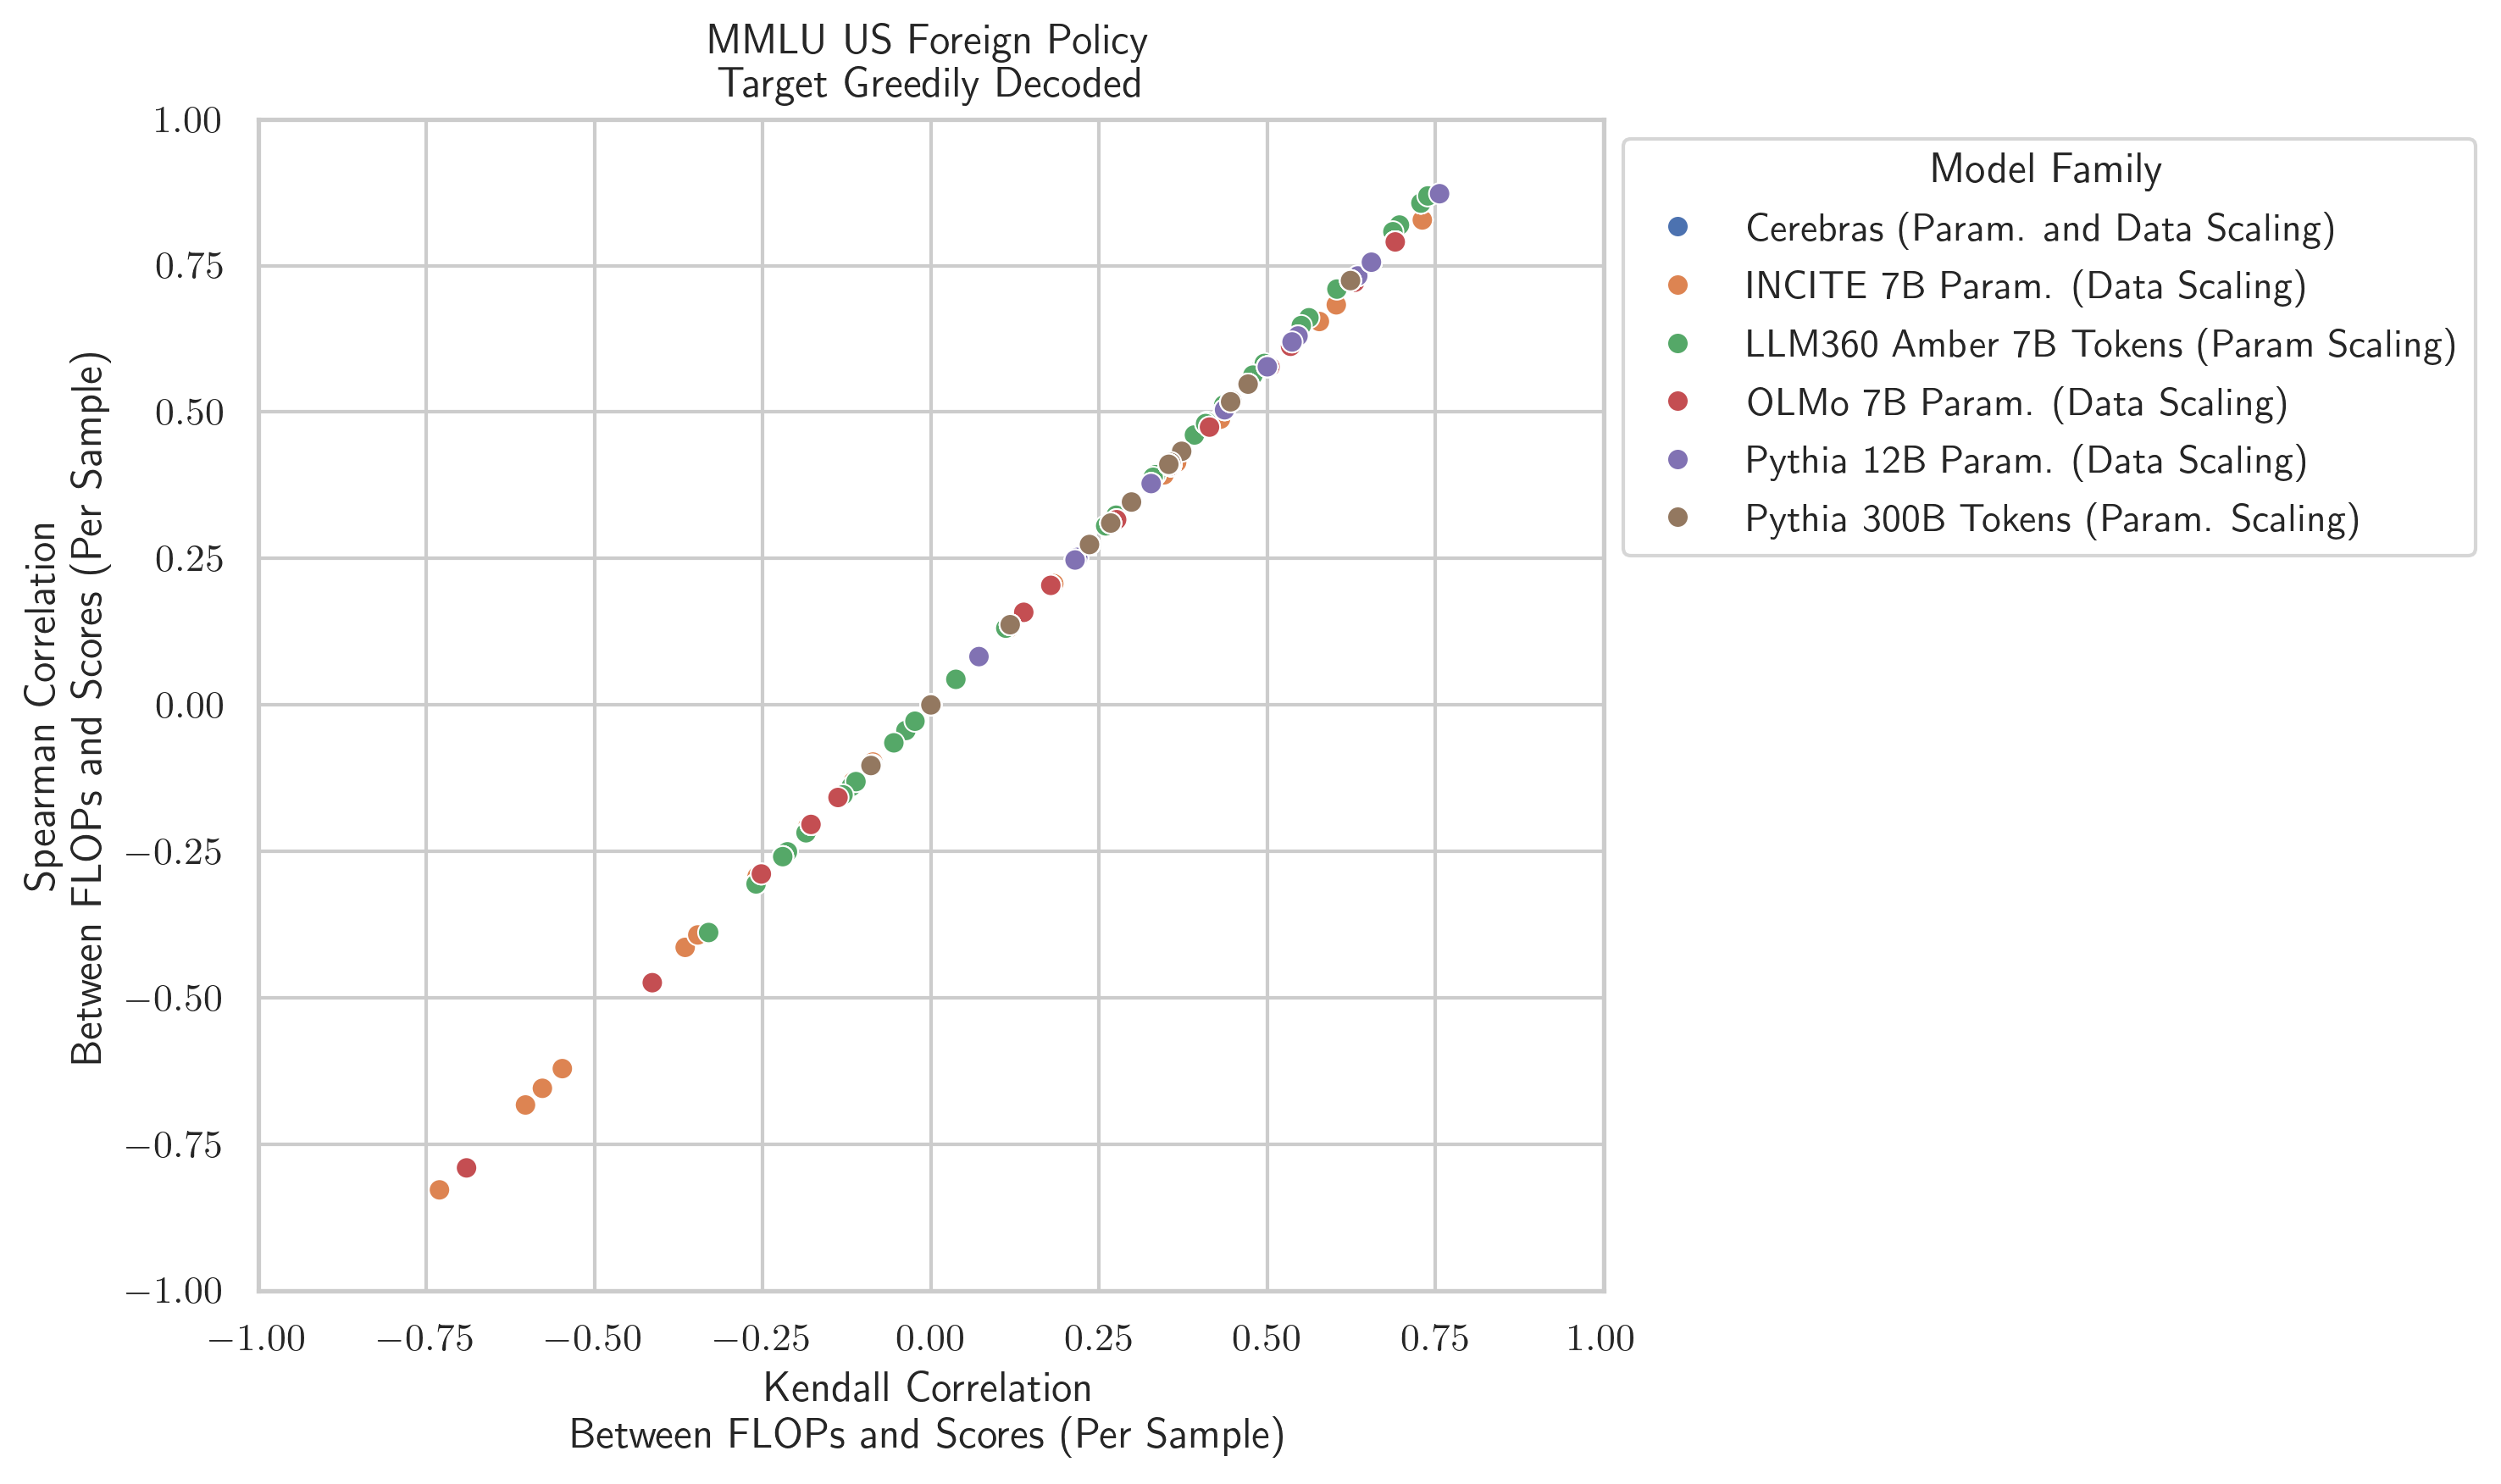 MMLU US Foreign Policy
Target Greedily Decoded
Spearman Correlation
Between FLOPs and Scores (Per Sample)
1.00
0.75
0.50
0.25
0.00
−0.25
−0.50
−0.75
−1.00
−1.00 −0.75 −0.50 −0.25 0.00 0.25 0.50 0.75 1.00
Kendall Correlation
Between FLOPs and Scores (Per Sample)
Model Family
Cerebras (Param. and Data Scaling)
INCITE 7B Param. (Data Scaling)
LLM360 Amber 7B Tokens (Param Scaling)
OLMo 7B Param. (Data Scaling)
Pythia 12B Param. (Data Scaling)
Pythia 300B Tokens (Param. Scaling)